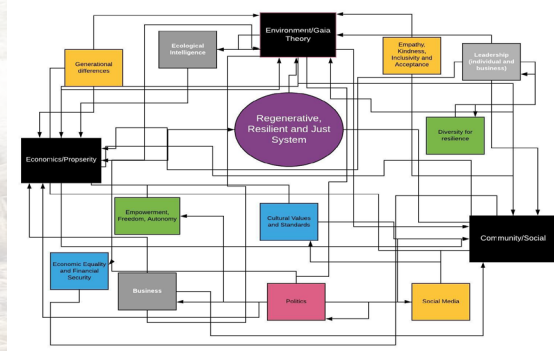 Environment/Gaia
Theory
Ecological
Intelligence
Empathy,
Kindness,
Inclusivity and
Acceptance
Leadership
(individual and
business)
Generational
differences
Regenerative,
Resilient and Just
System
Diversity for
resilience
Economics/Propserity
Empowerment,
Freedom, Autonomy
Cultural Values
and Standards
Community/Social
Economic Equality
and Financial
Security
Business
Politics
Social Media